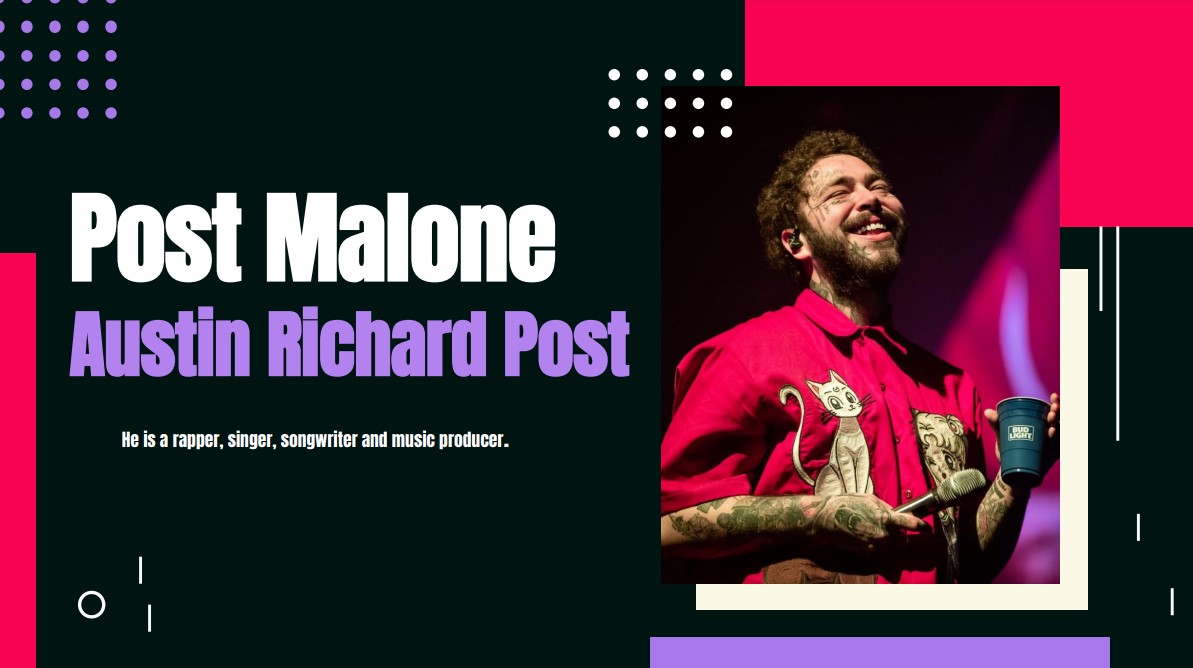 Post Malone
Austin Richard Post
He is a rapper, singer, songwriter and music producer.
BUD
LIGHT